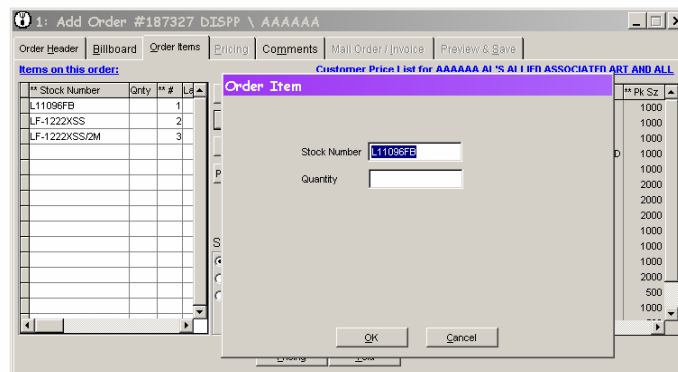 1: Add Order #187327 DISPP \ AAAAAA
Order Header Billboard Order Items Pricing Comments Mail Order / Invoice Preview & Save
Items on this order:
Customer Price List for AAAAAA AL'S ALLIED ASSOCIATED ART AND ALL
** Stock Number Qnty ** # La
L11096FB 1
LF-1222XSS 2
LF-1222XSS/2M 3
Order Item
Stock Number L11096FB
Quantity
OK Cancel
** Pk Sz
1000
1000
1000
D 1000
1000
2000
2000
2000
1000
1000
1000
2000
500
1000
P
S